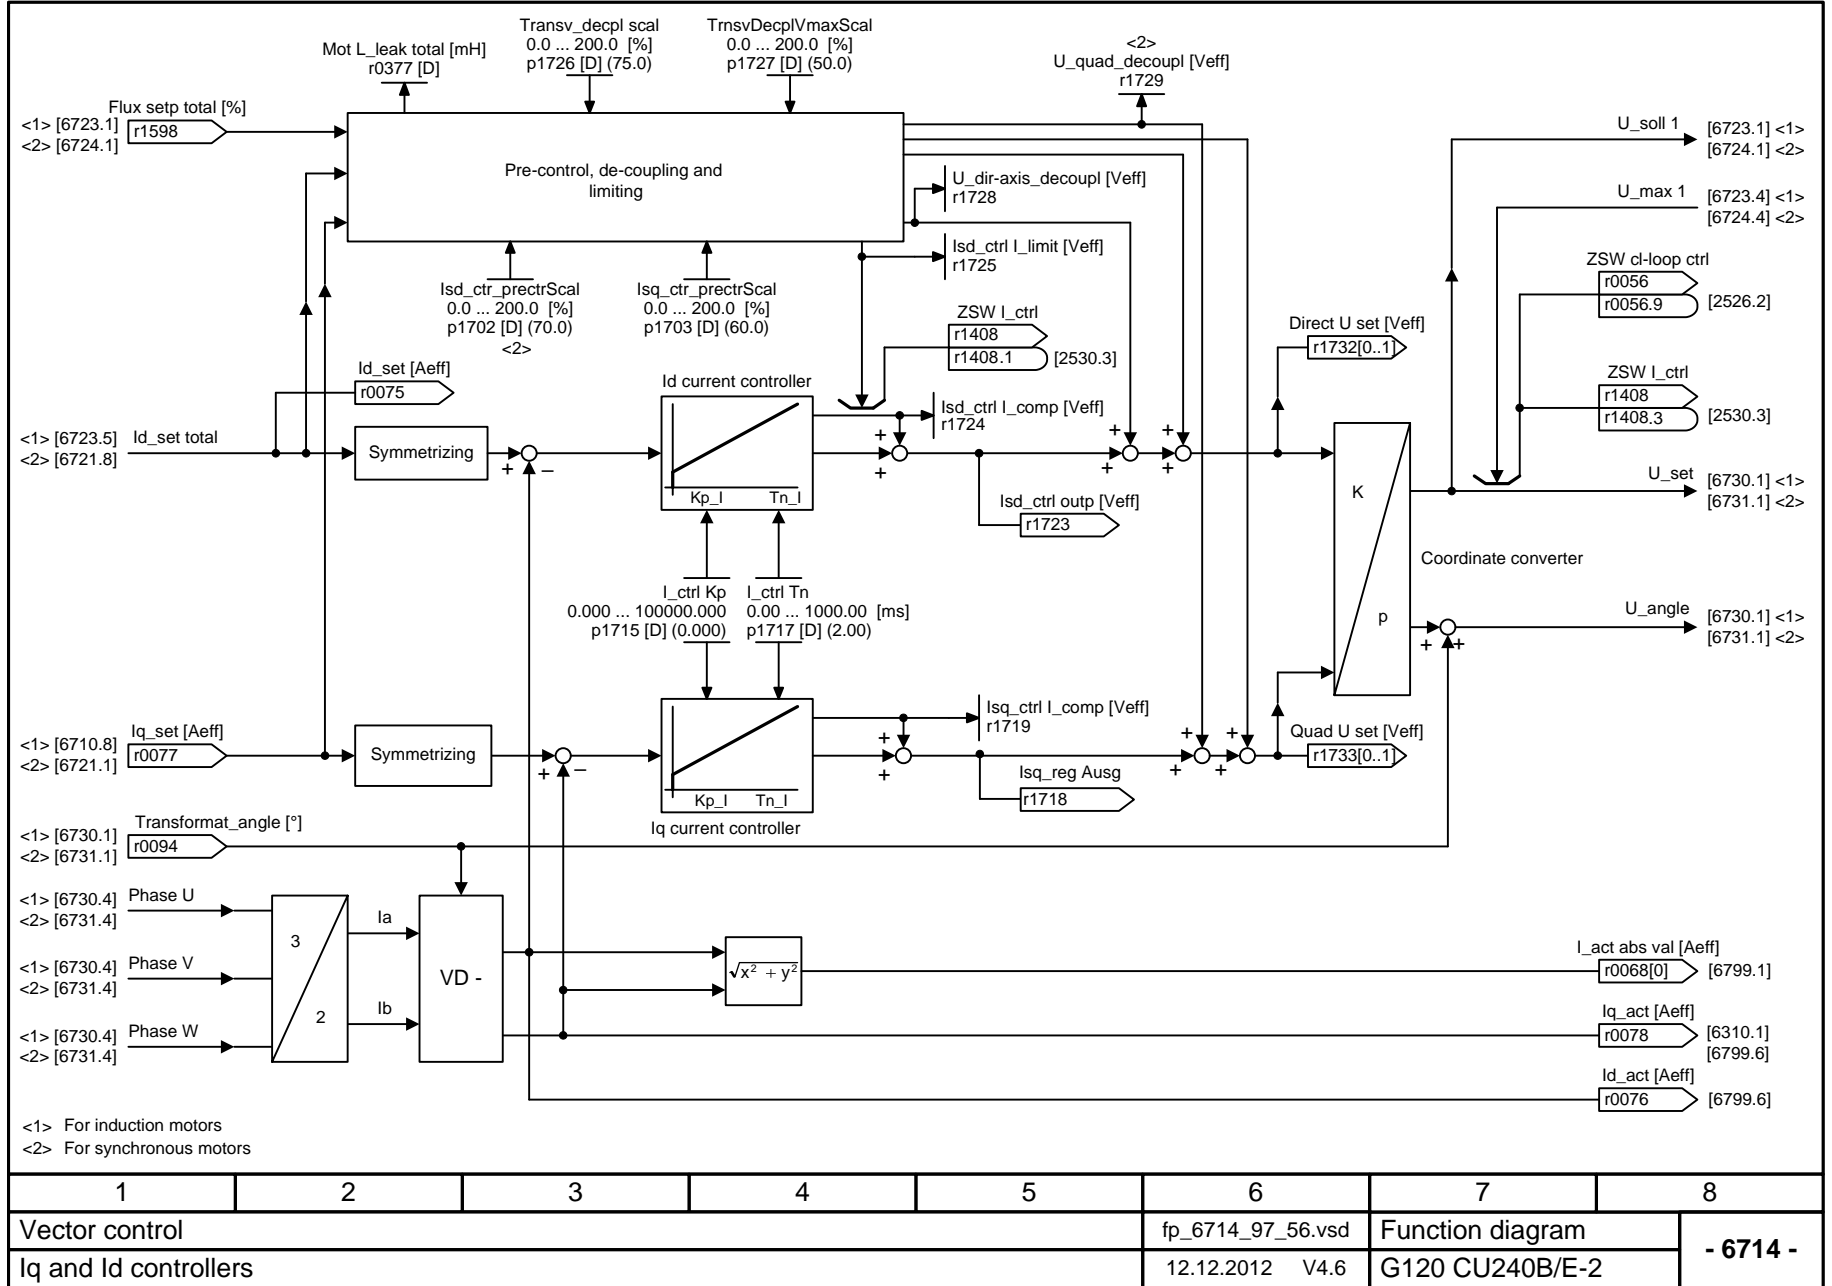 Transv_decpl scal
0.0 ... 200.0 [%]
p1726 [D] (75.0)
TrnsvDecplVmaxScal
0.0 ... 200.0 [%]
p1727 [D] (50.0)
Mot L_leak total [mH]
r0377 [D]
<2>
U_quad_decoupl [Veff]
r1729
Flux setp total [%]
<1> [6723.1]
<2> [6724.1]
r1598
Pre-control, de-coupling and
limiting
U_soll 1
[6723.1] <1>
[6724.1] <2>
U_dir-axis_decoupl [Veff]
r1728
U_max 1
[6723.4] <1>
[6724.4] <2>
Isd_ctrl I_limit [Veff]
r1725
ZSW cl-loop ctrl
r0056
r0056.9
[2526.2]
Isd_ctr_prectrScal
0.0 ... 200.0 [%]
p1702 [D] (70.0)
<2>
Isq_ctr_prectrScal
0.0 ... 200.0 [%]
p1703 [D] (60.0)
ZSW I_ctrl
r1408
r1408.1
[2530.3]
Direct U set [Veff]
r1732[0..1]
Id_set [Aeff]
r0075
Id current controller
ZSW I_ctrl
r1408
r1408.3
[2530.3]
Isd_ctrl I_comp [Veff]
r1724
<1> [6723.5]
<2> [6721.8]
Id_set total
Symmetrizing
+
–
+
+
+
+
+
+
Kp_I
Tn_I
K
U_set
[6730.1] <1>
[6731.1] <2>
Isd_ctrl outp [Veff]
r1723
Coordinate converter
I_ctrl Kp
0.000 ... 100000.000
p1715 [D] (0.000)
I_ctrl Tn
0.00 ... 1000.00 [ms]
p1717 [D] (2.00)
p
U_angle
[6730.1] <1>
[6731.1] <2>
+
+
Isq_ctrl I_comp [Veff]
r1719
Iq_set [Aeff]
<1> [6710.8]
<2> [6721.1]
r0077
Symmetrizing
+
–
+
+
+
+
+
+
Quad U set [Veff]
r1733[0..1]
Kp_I
Tn_I
Isq_reg Ausg
r1718
Iq current controller
Transformat_angle [°]
<1> [6730.1]
<2> [6731.1]
r0094
<1> [6730.4]
<2> [6731.4]
Phase U
Ia
3
<1> [6730.4]
<2> [6731.4]
Phase V
VD -
√x² + y²
I_act abs val [Aeff]
r0068[0]
[6799.1]
2
Ib
<1> [6730.4]
<2> [6731.4]
Phase W
Iq_act [Aeff]
r0078
[6310.1]
[6799.6]
Id_act [Aeff]
r0076
[6799.6]
<1> For induction motors
<2> For synchronous motors
1 2 3 4 5 6 7 8
Vector control
fp_6714_97_56.vsd
Function diagram
- 6714 -
Iq and Id controllers
12.12.2012 V4.6
G120 CU240B/E-2